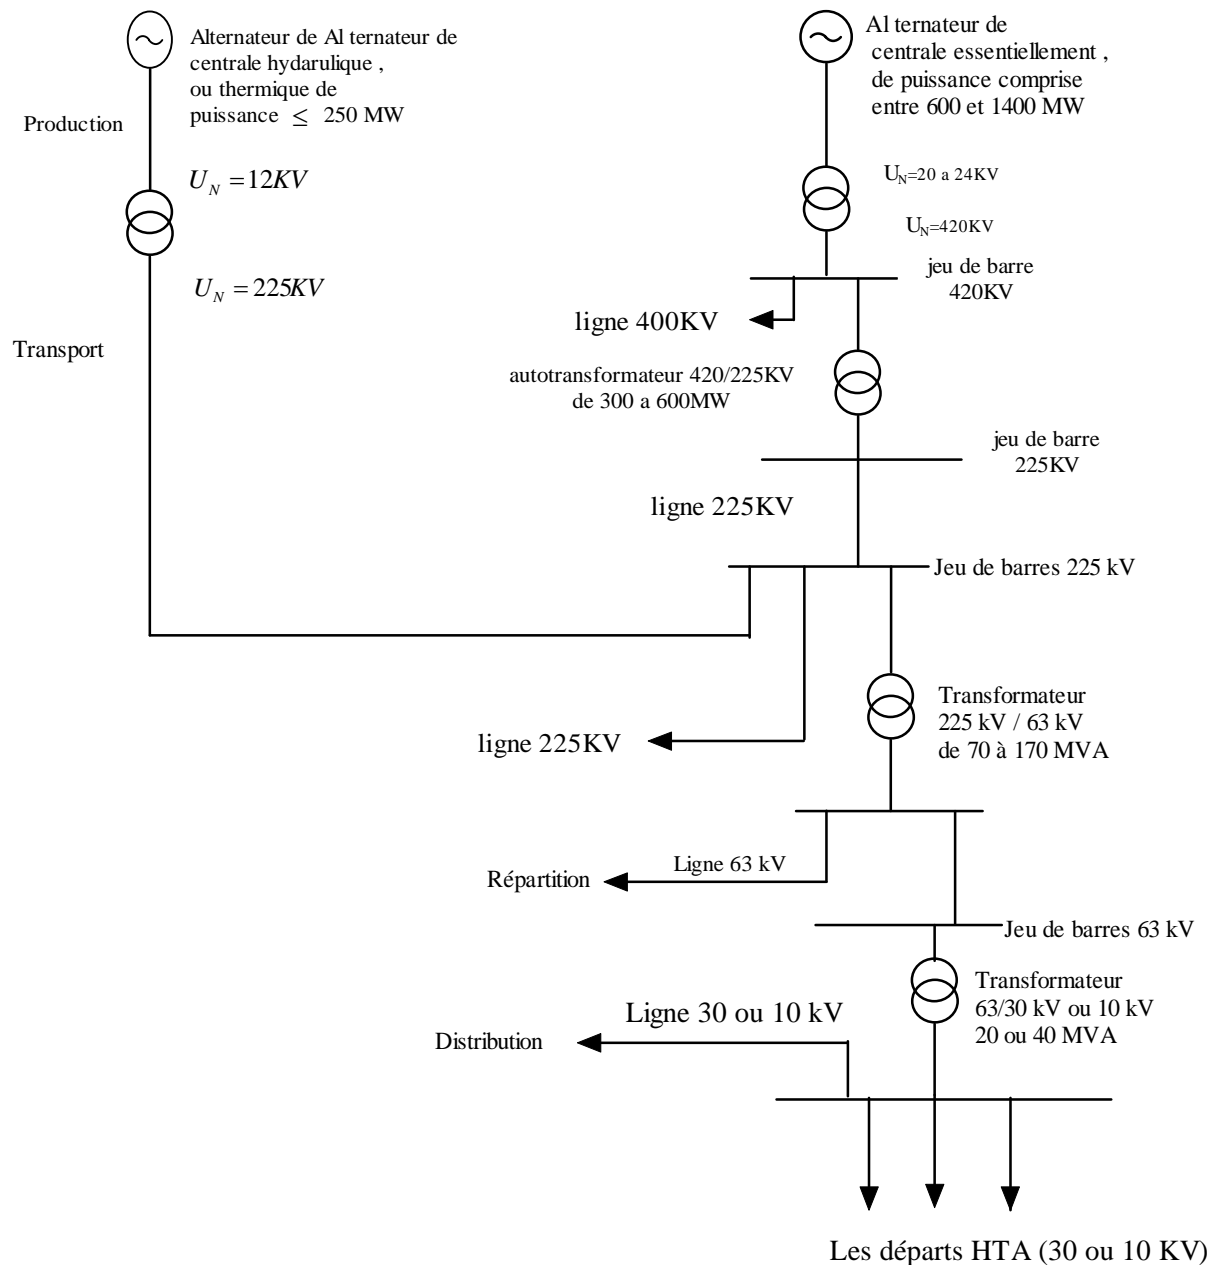 Alternateur de Al ternateur de
centrale hydarulique ,
ou thermique de
puissance ≤ 250 MW
Al ternateur de
centrale essentiellement ,
de puissance comprise
entre 600 et 1400 MW
Production
U_N = 12KV
U_N=20 a 24KV
U_N=420KV
U_N = 225KV
jeu de barre
420KV
ligne 400KV
Transport
autotransformateur 420/225KV
de 300 a 600MW
jeu de barre
225KV
ligne 225KV
Jeu de barres 225 kV
Transformateur
225 kV / 63 kV
de 70 à 170 MVA
ligne 225KV
Ligne 63 kV
Répartition
Jeu de barres 63 kV
Transformateur
63/30 kV ou 10 kV
20 ou 40 MVA
Ligne 30 ou 10 kV
Distribution
Les départs HTA (30 ou 10 KV)